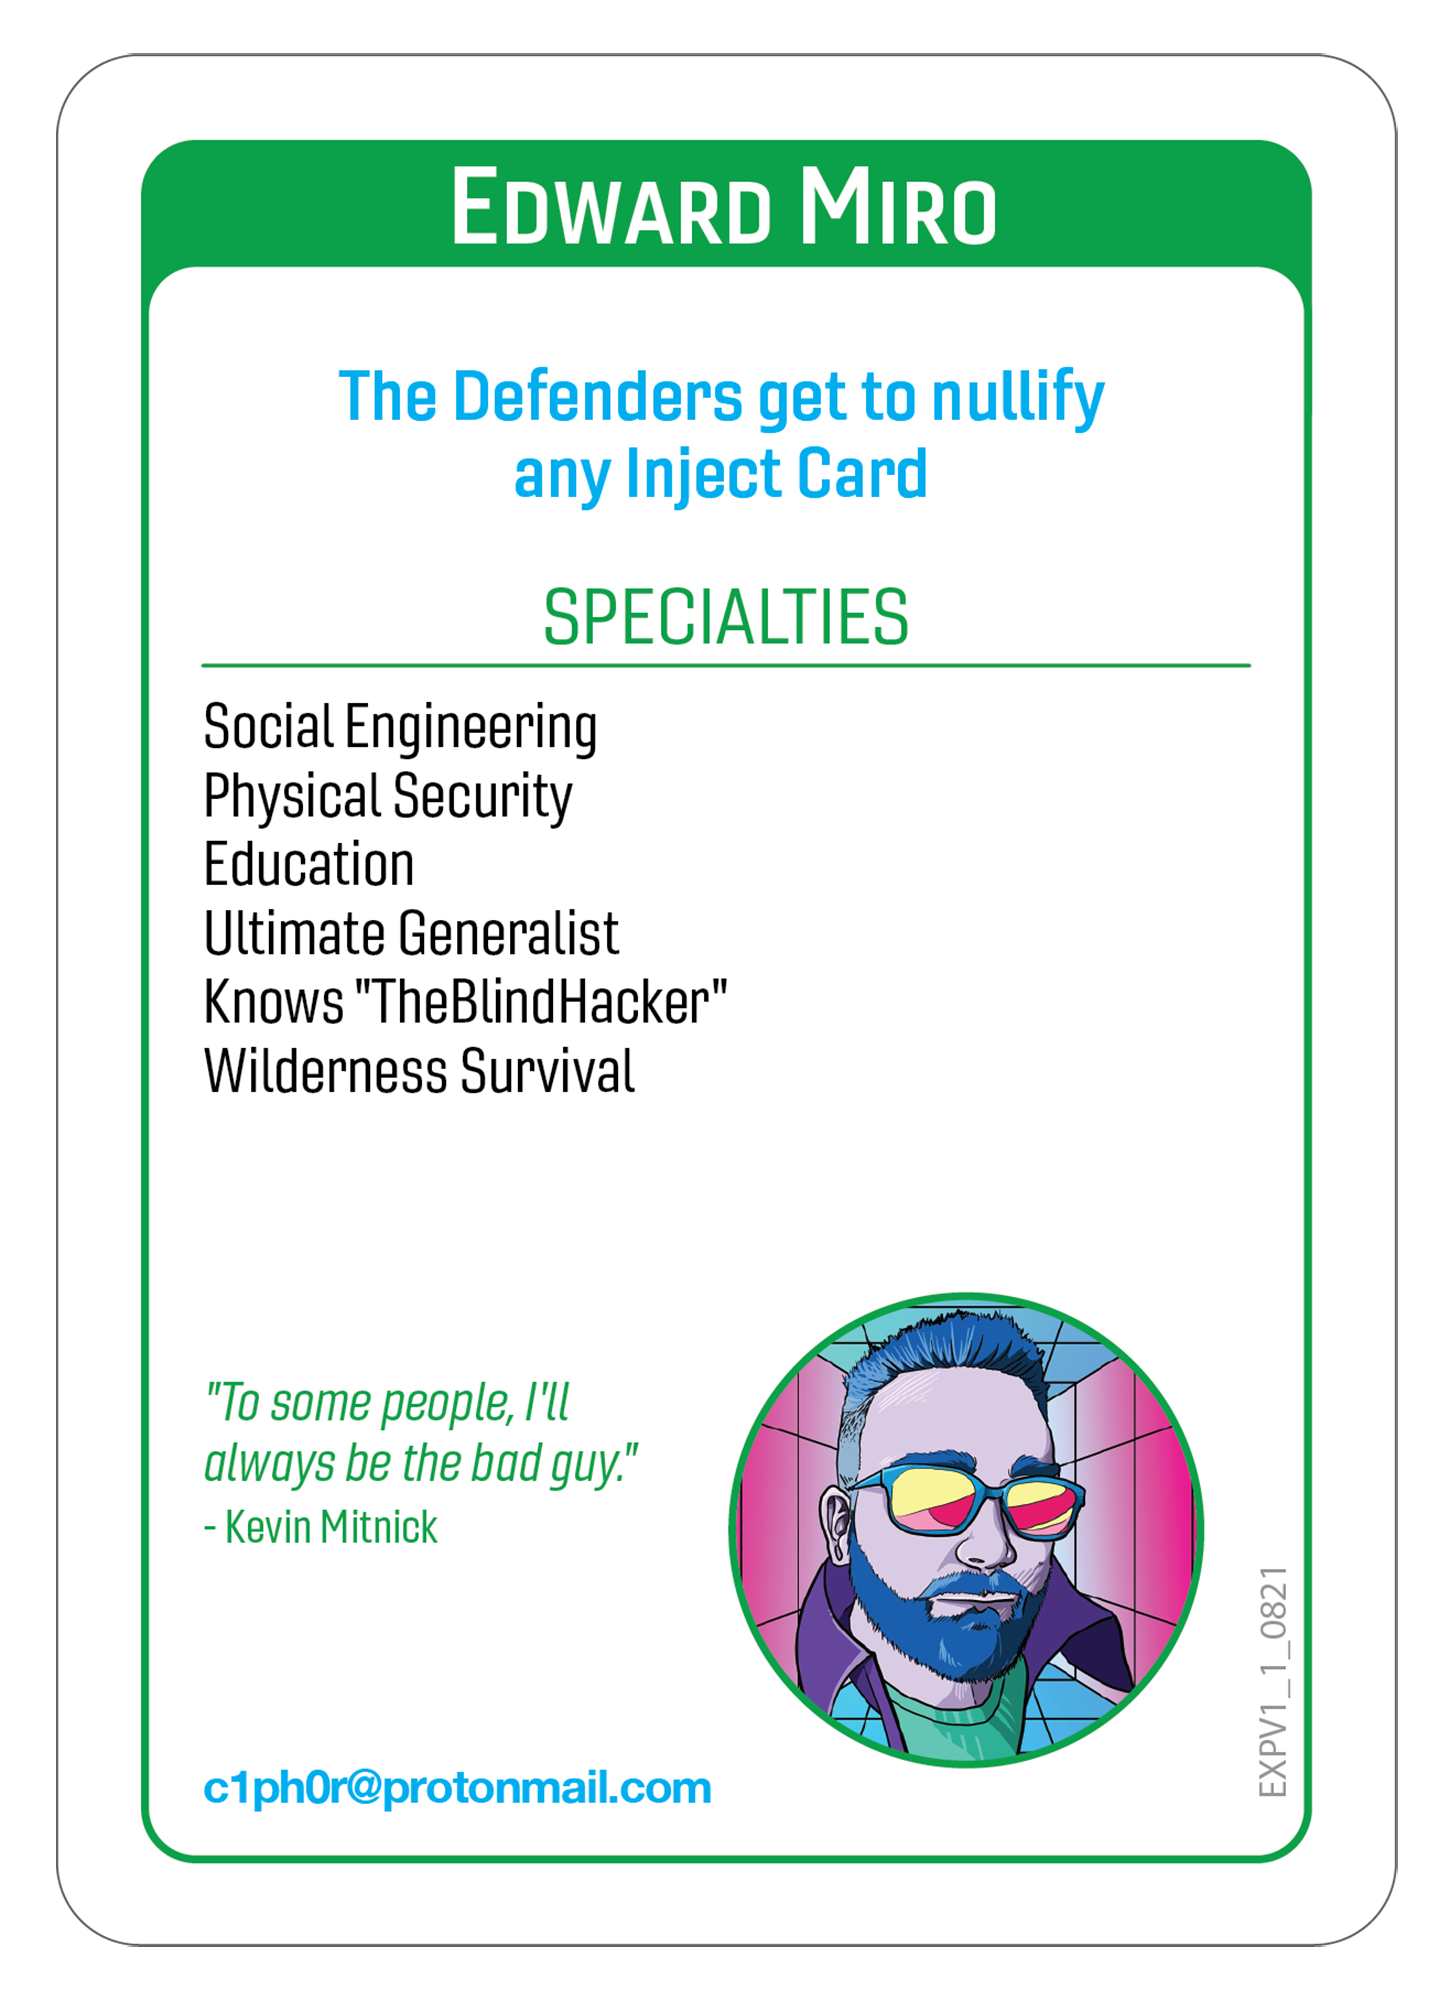 Edward Miro
The Defenders get to nullify
any Inject Card
SPECIALTIES
Social Engineering
Physical Security
Education
Ultimate Generalist
Knows "TheBlindHacker"
Wilderness Survival
"To some people, I'll
always be the bad guy."
- Kevin Mitnick
c1ph0r@protonmail.com
EXPV1_1_0821